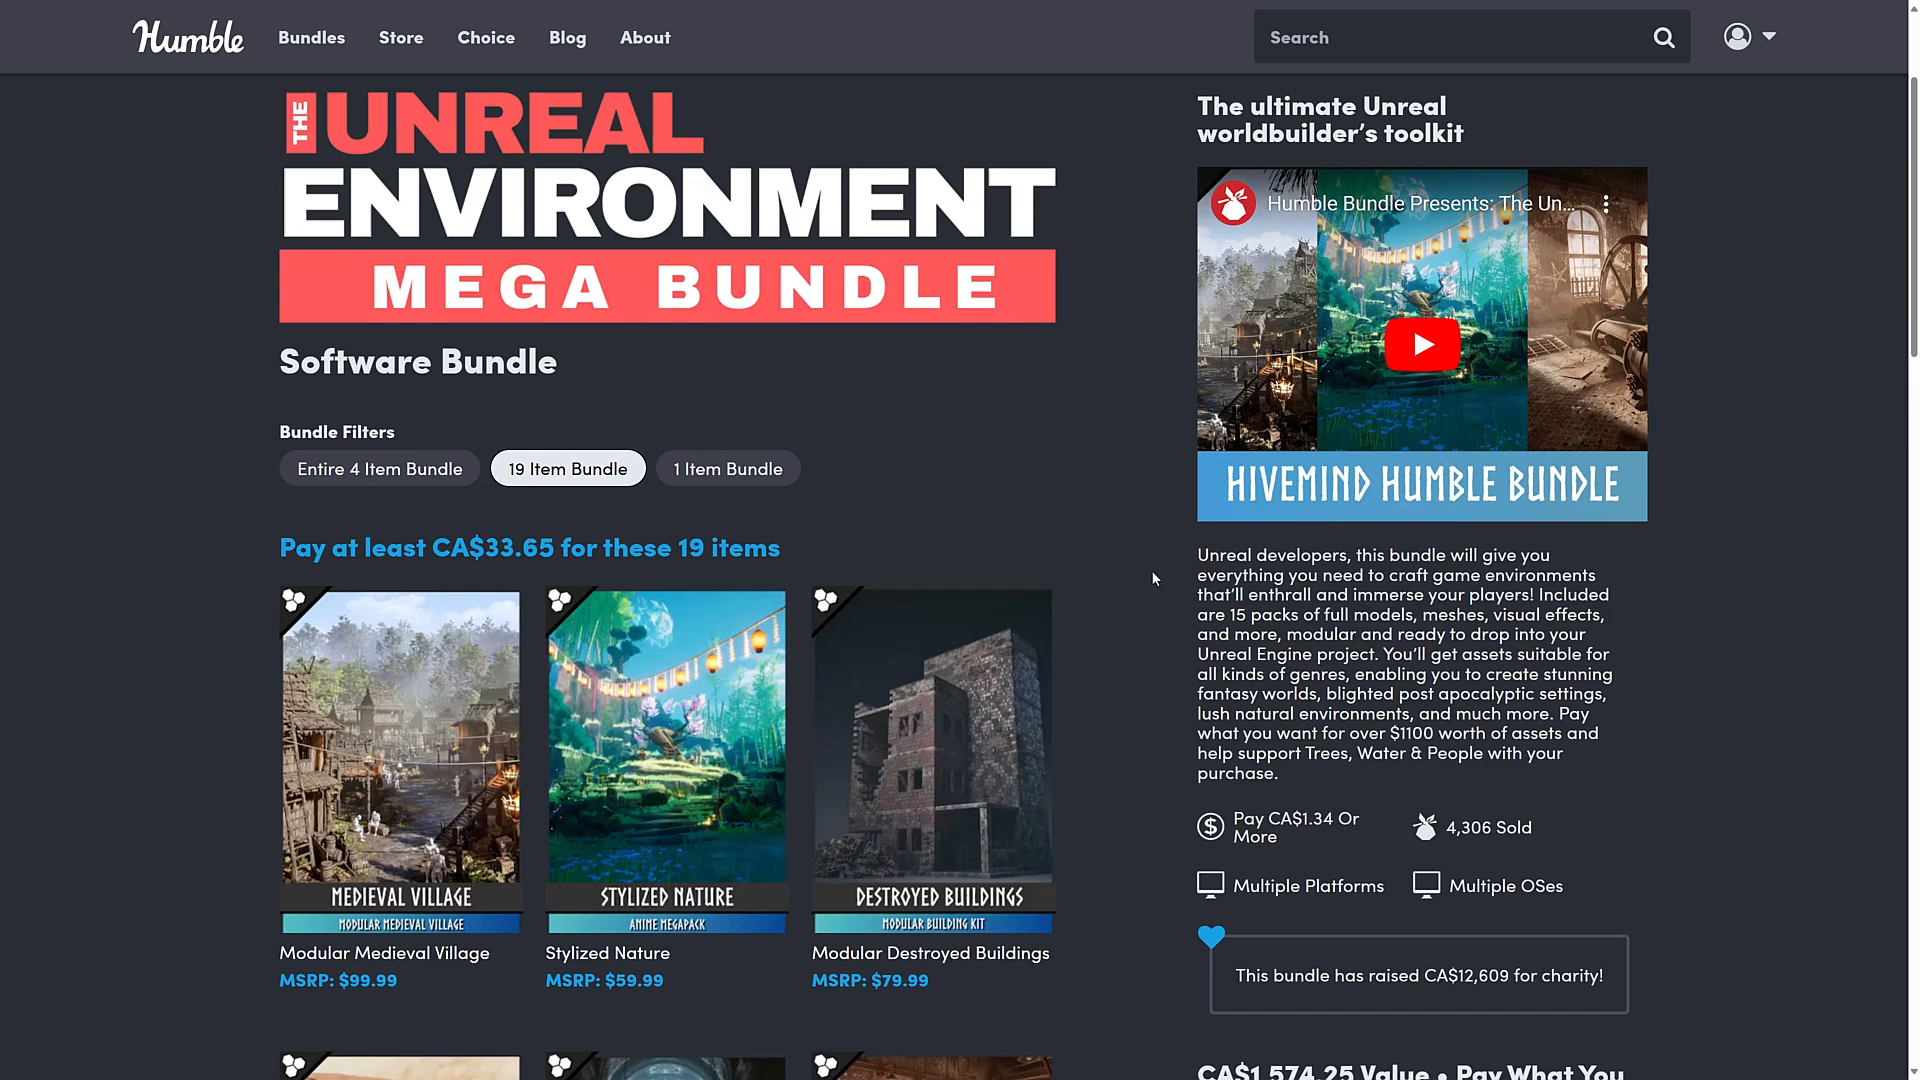 Humble
Bundles
Store
Choice
Blog
About
Search
THE UNREAL
ENVIRONMENT
MEGA BUNDLE
Software Bundle
Bundle Filters
Entire 4 Item Bundle
19 Item Bundle
1 Item Bundle
Pay at least CA$33.65 for these 19 items
MEDIEVAL VILLAGE
MODULAR MEDIEVAL VILLAGE
Modular Medieval Village
MSRP: $99.99
STYLIZED NATURE
ANIME MEGAPACK
Stylized Nature
MSRP: $59.99
DESTROYED BUILDINGS
MODULAR BUILDING KIT
Modular Destroyed Buildings
MSRP: $79.99
The ultimate Unreal
worldbuilder’s toolkit
Humble Bundle Presents: The Un...
HIVEMIND HUMBLE BUNDLE
Unreal developers, this bundle will give you
everything you need to craft game environments
that’ll enthrall and immerse your players! Included
are 15 packs of full models, meshes, visual effects,
and more, modular and ready to drop into your
Unreal Engine project. You’ll get assets suitable for
all kinds of genres, enabling you to create stunning
fantasy worlds, blighted post apocalyptic settings,
lush natural environments, and much more. Pay
what you want for over $1100 worth of assets and
help support Trees, Water & People with your
purchase.
Pay CA$1.34 Or
More
4,306 Sold
Multiple Platforms
Multiple OSes
This bundle has raised CA$12,609 for charity!
CA$1,574.25 Value • Pay What You